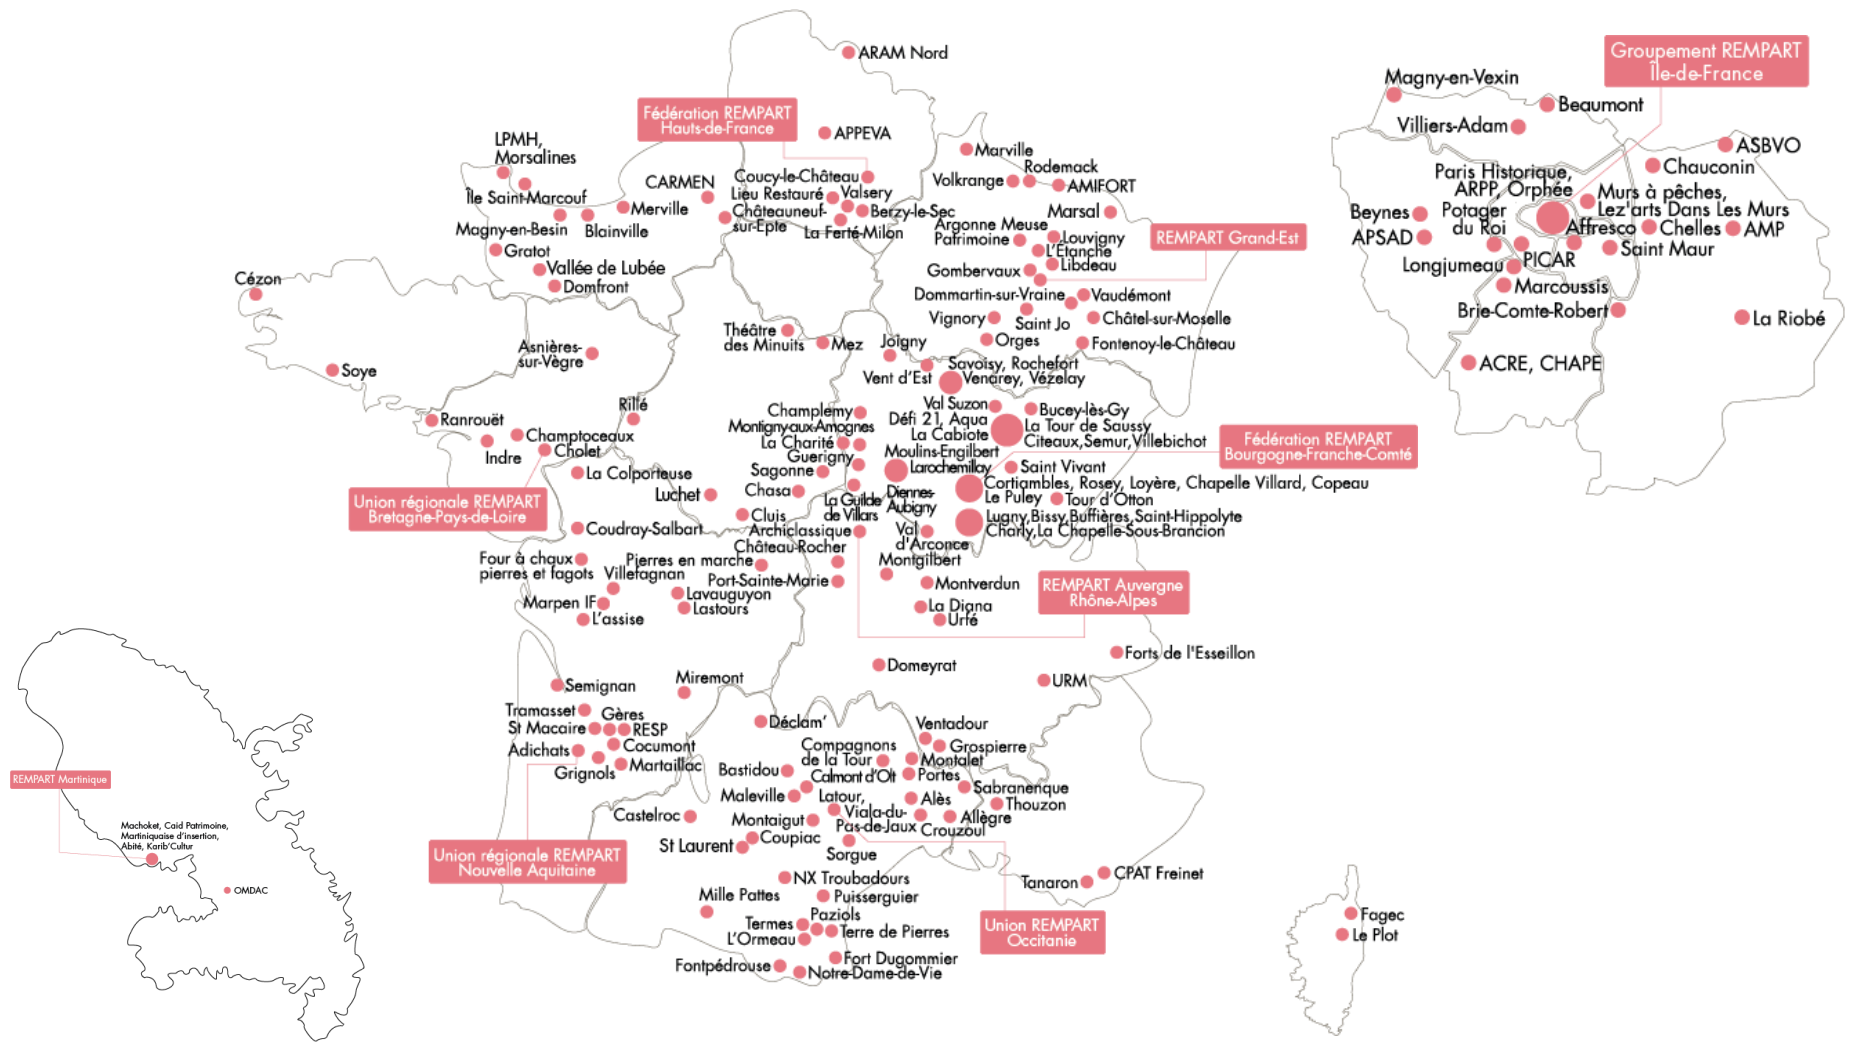 ARAM Nord
Fédération REMPART
Hauts-de-France
APPEVA
LPMH,
Morsalines
Île Saint-Marcouf
CARMEN
Merville
Magny-en-Besin
Blainville
Gratot
Vallée de Lubée
Domfront
Coucy-le-Château
Lieu Restauré
Valsery
Châteauneuf-
sur-Epte
Berzy-le-Sec
La Ferté-Milon
Marville
Rodemack
Volkrange
AMIFORT
Marsal
Argonne Meuse
Patrimoine
Louvigny
L'Étanche
Libdeau
Gombervaux
REMPART Grand-Est
Dommartin-sur-Vraine
Vaudémont
Vignory
Saint Jo
Châtel-sur-Moselle
Orges
Fontenoy-le-Château
Cézon
Soye
Asnières-
sur-Vègre
Théâtre
des Minuits
Mez
Joigny
Vent d'Est
Savoisy, Rochefort
Venarey, Vézelay
Ranrouët
Rillé
Champtoceaux
Indre
Cholet
La Colporteuse
Union régionale REMPART
Bretagne-Pays-de-Loire
Luchet
Coudray-Salbart
Champlemy
Montigny-aux-Amognes
La Charité
Guerigny
Sagonne
Chasa
Cluis
La Guilde
de Villars
Archiclassique
Val Suzon
Défi 21, Aqua
La Cabiote
Bucey-lès-Gy
La Tour de Saussy
Citeaux,Semur,Villebichot
Moulins-Engilbert
Larochemillay
Saint Vivant
Fédération REMPART
Bourgogne-Franche-Comté
Diennes-
Aubigny
Cortiambles, Rosey, Loyère, Chapelle Villard, Copeau
Le Puley
Tour d'Otton
Lugny,Bissy,Buffières,Saint-Hippolyte
Charly,La Chapelle-Sous-Brancion
Val
d'Arconce
Château-Rocher
Pierres en marche
Port-Sainte-Marie
Montgilbert
Montverdun
La Diana
Urfé
REMPART Auvergne
Rhône-Alpes
Four à chaux
pierres et fagots
Villefagnan
Marpen IF
L'assise
Lavauguyon
Lastours
Forts de l'Esseillon
Domeyrat
URM
Semignan
Miremont
Tramasset
Gères
St Macaire
RESP
Adichats
Cocumont
Grignols
Martaillac
Déclam'
Ventadour
Grospierre
Compagnons
de la Tour
Montalet
Bastidou
Calmont d'Olt
Portes
Maleville
Latour,
Alès
Sabranenque
Thouzon
Castelroc
Montaigut
Viala-du-
Pas-de-Jaux
Crouzoul
Allègre
St Laurent
Coupiac
Sorgue
Union régionale REMPART
Nouvelle Aquitaine
NX Troubadours
Mille Pattes
Puisserguier
Paziols
Termes
Terre de Pierres
L'Ormeau
Fort Dugommier
Fontpédrouse
Notre-Dame-de-Vie
Union REMPART
Occitanie
Tanaron
CPAT Freinet
Fagec
Le Plot
REMPART Martinique
Machoket, Caid Patrimoine,
Martiniquaise d'insertion,
Abité, Karib'Cultur
OMDAC
Groupement REMPART
Île-de-France
Magny-en-Vexin
Beaumont
Villiers-Adam
ASBVO
Chauconin
Paris Historique,
ARPP, Orphée
Murs à pêches,
Lez'arts Dans Les Murs
Beynes
Potager
du Roi
Affresco
Chelles
AMP
APSAD
Saint Maur
Longjumeau
PICAR
Marcoussis
Brie-Comte-Robert
La Riobé
ACRE, CHAPE